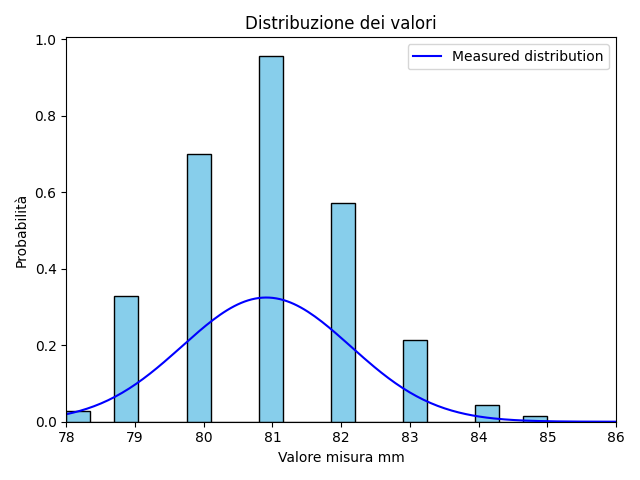 Distribuzione dei valori
Measured distribution
1.0
0.8
0.6
0.4
0.2
0.0
Probabilità
78 79 80 81 82 83 84 85 86
Valore misura mm